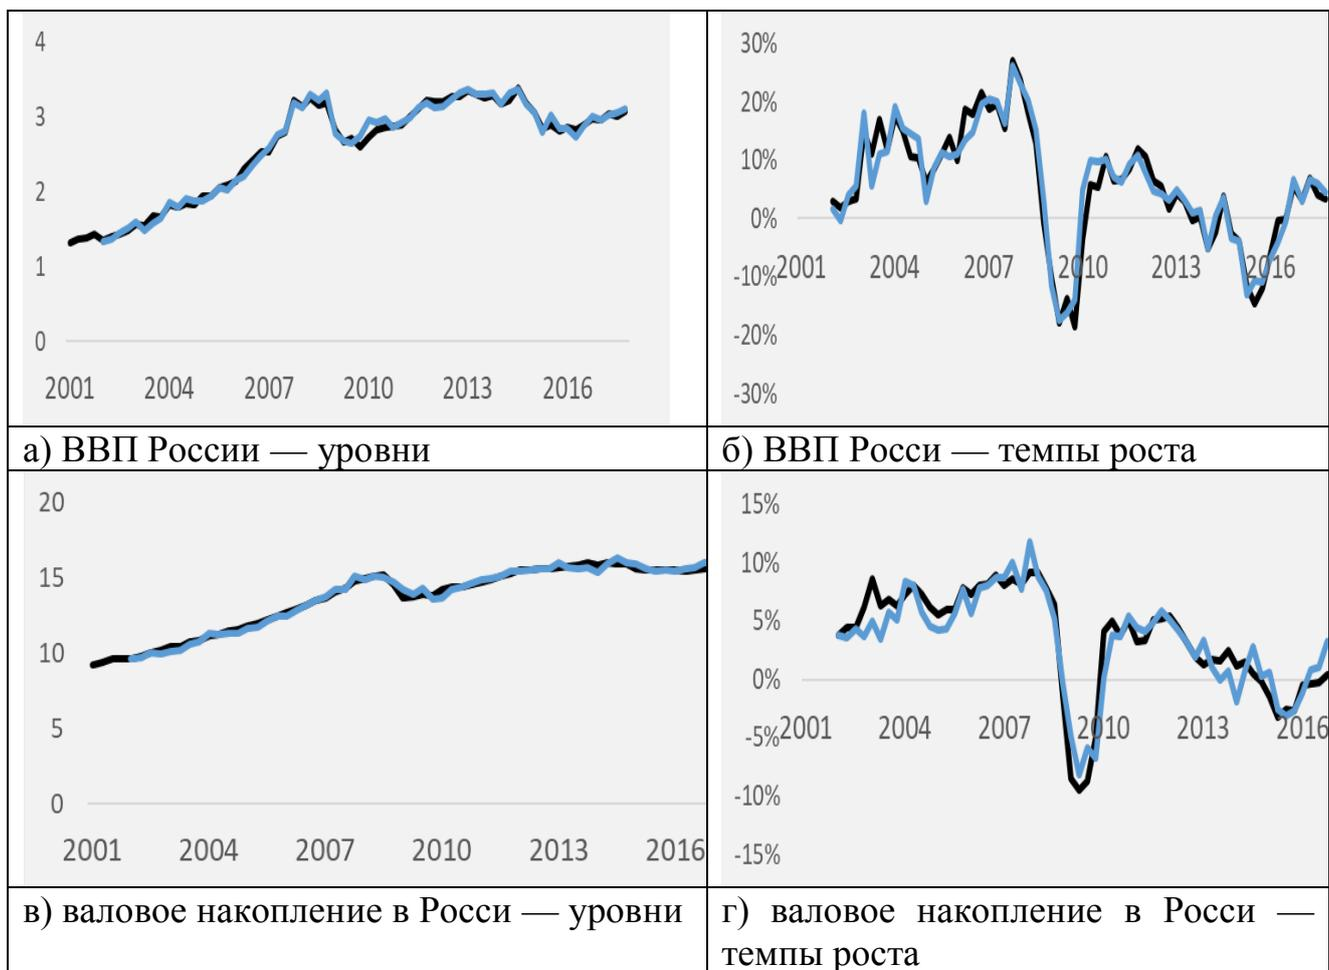 4
3
2
1
0
2001 2004 2007 2010 2013 2016
а) ВВП России — уровни
30%
20%
10%
0%
-10%
2001 2004 2007 2010 2013 2016
-20%
-30%
б) ВВП Росси — темпы роста
20
15
10
5
0
2001 2004 2007 2010 2013 2016
в) валовое накопление в Росси — уровни
15%
10%
5%
0%
-5%
2001 2004 2007 2010 2013 2016
-10%
-15%
г) валовое накопление в Росси —
темпы роста